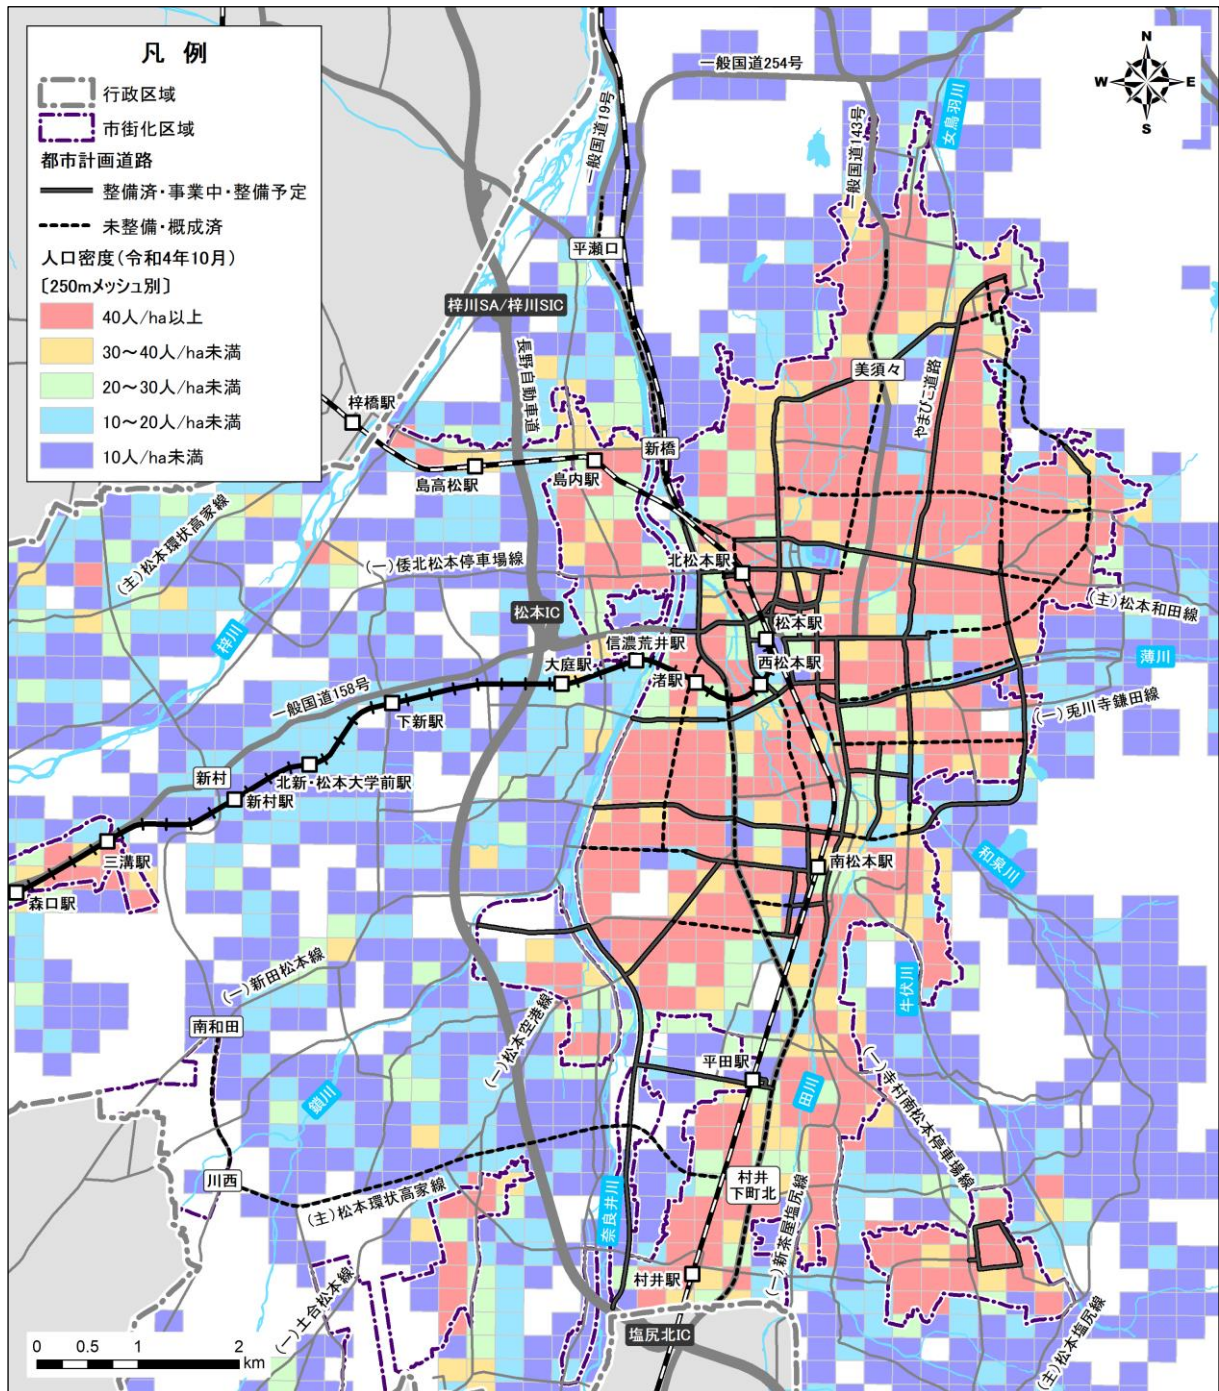 凡 例
行政区域
市街化区域
都市計画道路
整備済・事業中・整備予定
未整備・概成済
人口密度(令和4年10月)
〔250mメッシュ別〕
40人/ha以上
30～40人/ha未満
20～30人/ha未満
10～20人/ha未満
10人/ha未満
N
W
E
S
一般国道254号
一般国道19号
一般国道143号
女鳥羽川
平瀬口
梓川SA/梓川SIC
長野自動車道
美須々
やまびこ道路
梓橋駅
新橋
島高松駅
島内駅
(主)松本環状高家線
(一)倭北松本停車場線
北松本駅
松本IC
(主)松本和田線
松本駅
梓川
信濃荒井駅
大庭駅
西松本駅
薄川
渚駅
一般国道158号
下新駅
(一)兎川寺鎌田線
新村
北新・松本大学前駅
新村駅
三溝駅
南松本駅
和泉川
森口駅
(一)新田松本線
牛伏川
南和田
(一)松本空港線
平田駅
田川
(一)寺村南松本停車場線
鎖川
川西
村井
下町北
(主)松本環状高家線
奈良井川
(一)新茶屋塩尻線
村井駅
(一)土合松本線
塩尻北IC
(主)松本塩尻線
0 0.5 1 2
km